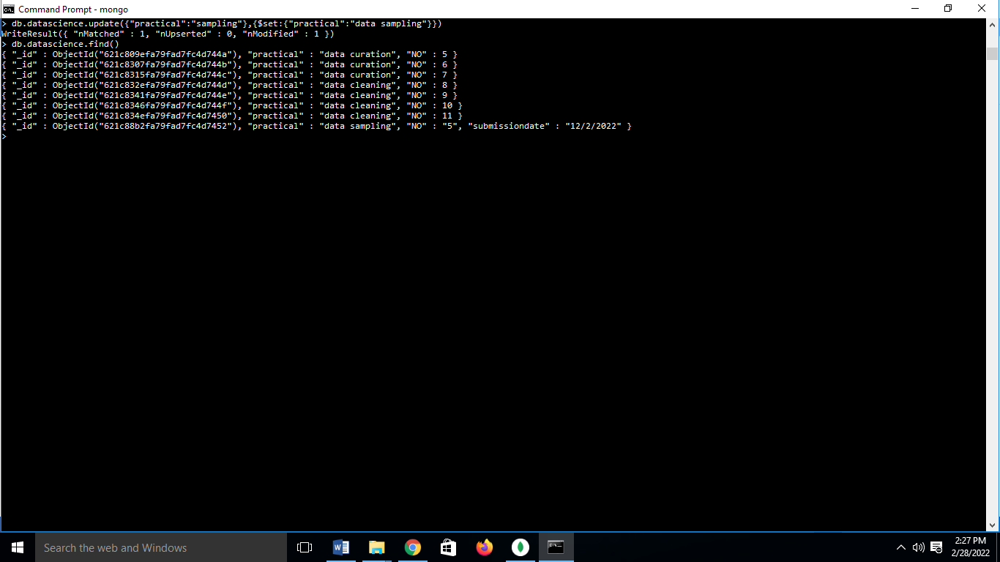 Command Prompt - mongo
> db.datascience.update({"practical":"sampling"},{$set:{"practical":"data sampling"}})
WriteResult({ "nMatched" : 1, "nUpserted" : 0, "nModified" : 1 })
> db.datascience.find()
{ "_id" : ObjectId("621c809efa79fad7fc4d744a"), "practical" : "data curation", "NO" : 5 }
{ "_id" : ObjectId("621c8307fa79fad7fc4d744b"), "practical" : "data curation", "NO" : 6 }
{ "_id" : ObjectId("621c8315fa79fad7fc4d744c"), "practical" : "data curation", "NO" : 7 }
{ "_id" : ObjectId("621c832efa79fad7fc4d744d"), "practical" : "data cleaning", "NO" : 8 }
{ "_id" : ObjectId("621c8341fa79fad7fc4d744e"), "practical" : "data cleaning", "NO" : 9 }
{ "_id" : ObjectId("621c8346fa79fad7fc4d744f"), "practical" : "data cleaning", "NO" : 10 }
{ "_id" : ObjectId("621c834efa79fad7fc4d7450"), "practical" : "data cleaning", "NO" : 11 }
{ "_id" : ObjectId("621c88b2fa79fad7fc4d7452"), "practical" : "data sampling", "NO" : "5", "submissiondate" : "12/2/2022" }
>
Search the web and Windows
2:27 PM
2/28/2022